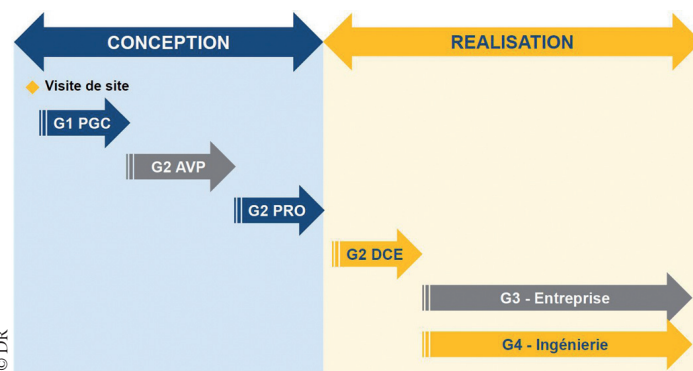 CONCEPTION
REALISATION
Visite de site
G1 PGC
G2 AVP
G2 PRO
G2 DCE
G3 - Entreprise
G4 - Ingénierie
© DR